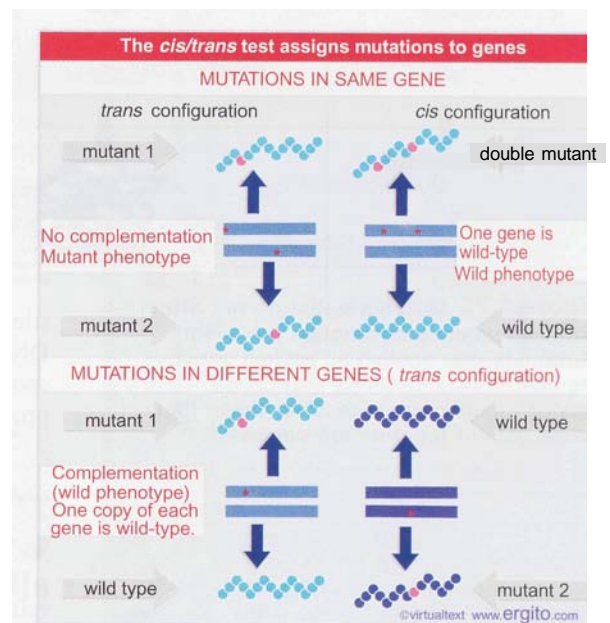 The cis/trans test assigns mutations to genes
MUTATIONS IN SAME GENE
trans configuration
cis configuration
mutant 1
double mutant
No complementation
Mutant phenotype
One gene is
wild-type
Wild phenotype
mutant 2
wild type
MUTATIONS IN DIFFERENT GENES ( trans configuration)
mutant 1
wild type
Complementation
(wild phenotype)
One copy of each
gene is wild-type.
wild type
mutant 2
©virtualtext www.ergito.com